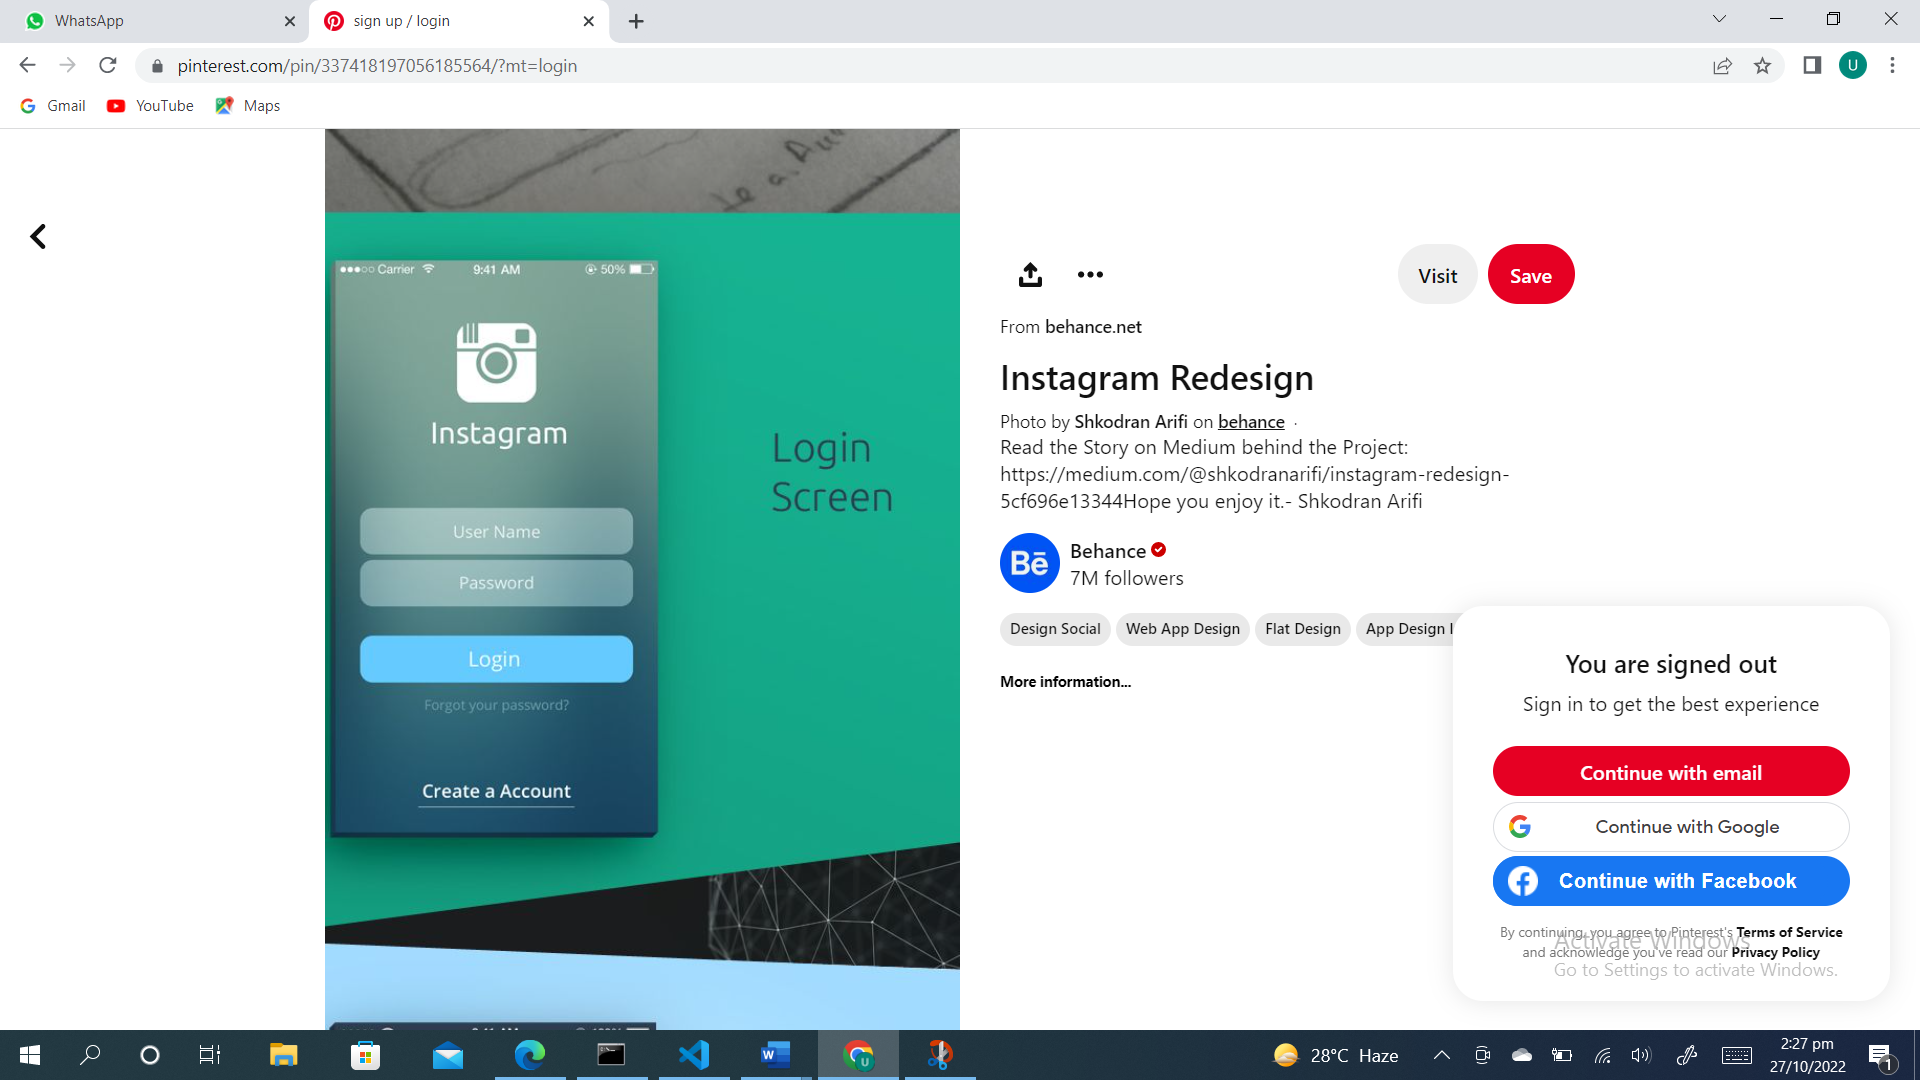 WhatsApp
sign up / login
pinterest.com/pin/337418197056185564/?mt=login
U
Gmail
YouTube
Maps
Carrier 9:41 AM 50%
Instagram
User Name
Password
Login
Forgot your password?
Create a Account
Login
Screen
Visit
Save
From behance.net
Instagram Redesign
Photo by Shkodran Arifi on behance ·
Read the Story on Medium behind the Project:
https://medium.com/@shkodranarifi/instagram-redesign-
5cf696e13344Hope you enjoy it.- Shkodran Arifi
Bē
Behance
7M followers
Design Social
Web App Design
Flat Design
App Design
More information...
You are signed out
Sign in to get the best experience
Continue with email
Continue with Google
Continue with Facebook
By continuing, you agree to Pinterest's Terms of Service
and acknowledge you've read our Privacy Policy
Activate Windows
Go to Settings to activate Windows.
28°C Haze
2:27 pm
27/10/2022
1